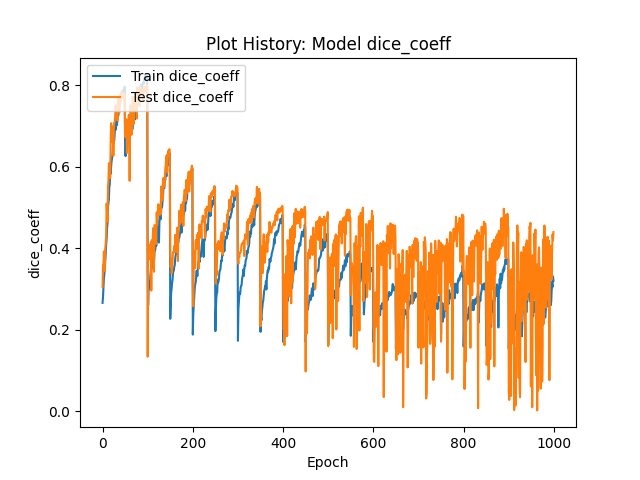 Plot History: Model dice_coeff
Train dice_coeff
Test dice_coeff
0.8
0.6
0.4
0.2
0.0
dice_coeff
0
200
400
600
800
1000
Epoch